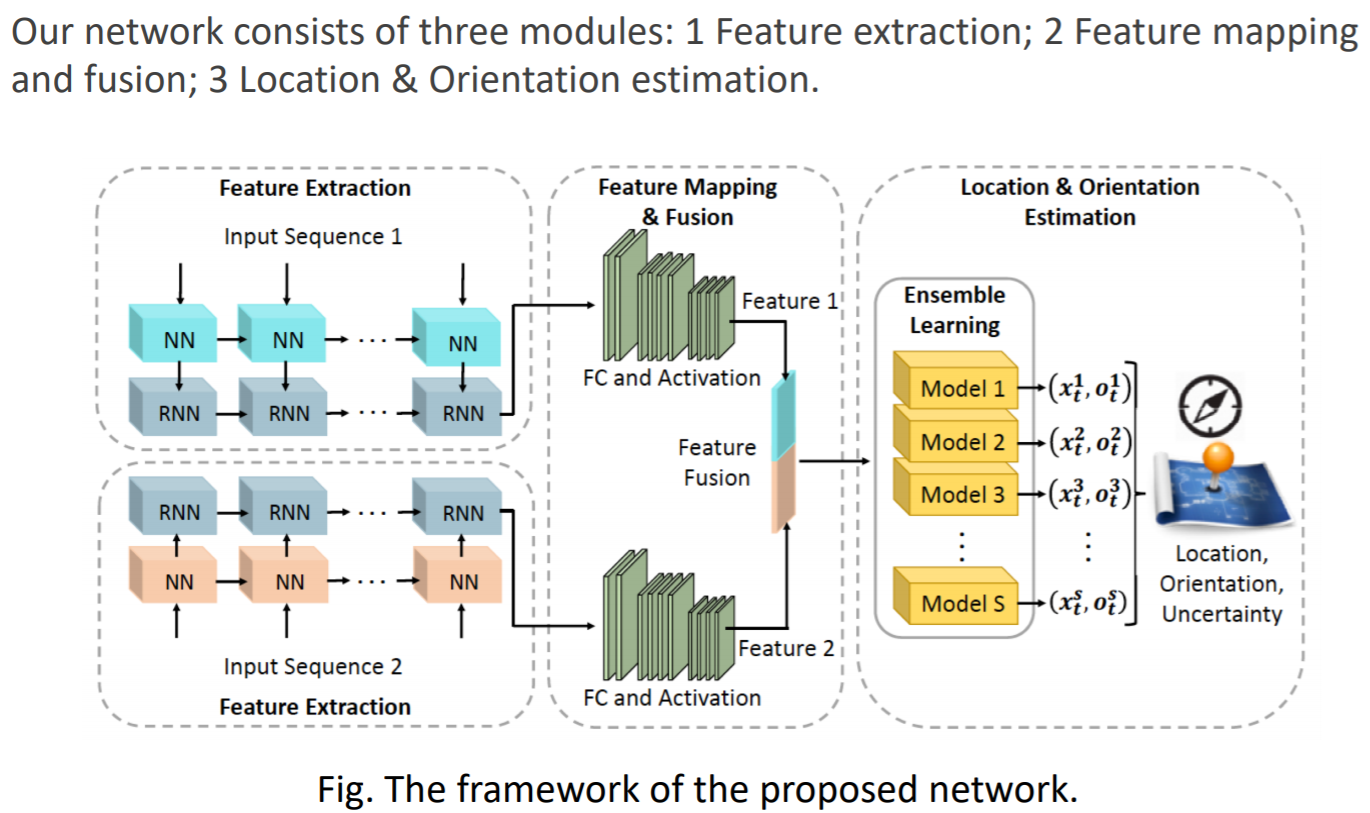 Our network consists of three modules: 1 Feature extraction; 2 Feature mapping
and fusion; 3 Location & Orientation estimation.
Feature Extraction
Input Sequence 1
NN
NN
...
NN
RNN
RNN
...
RNN
RNN
RNN
...
RNN
NN
NN
...
NN
Input Sequence 2
Feature Extraction
Feature Mapping
& Fusion
Feature 1
FC and Activation
Feature
Fusion
Feature 2
FC and Activation
Location & Orientation
Estimation
Ensemble
Learning
Model 1
Model 2
Model 3
⋮
Model S
(x_t^1, o_t^1)
(x_t^2, o_t^2)
(x_t^3, o_t^3)
⋮
(x_t^s, o_t^s)
Location,
Orientation,
Uncertainty
Fig. The framework of the proposed network.